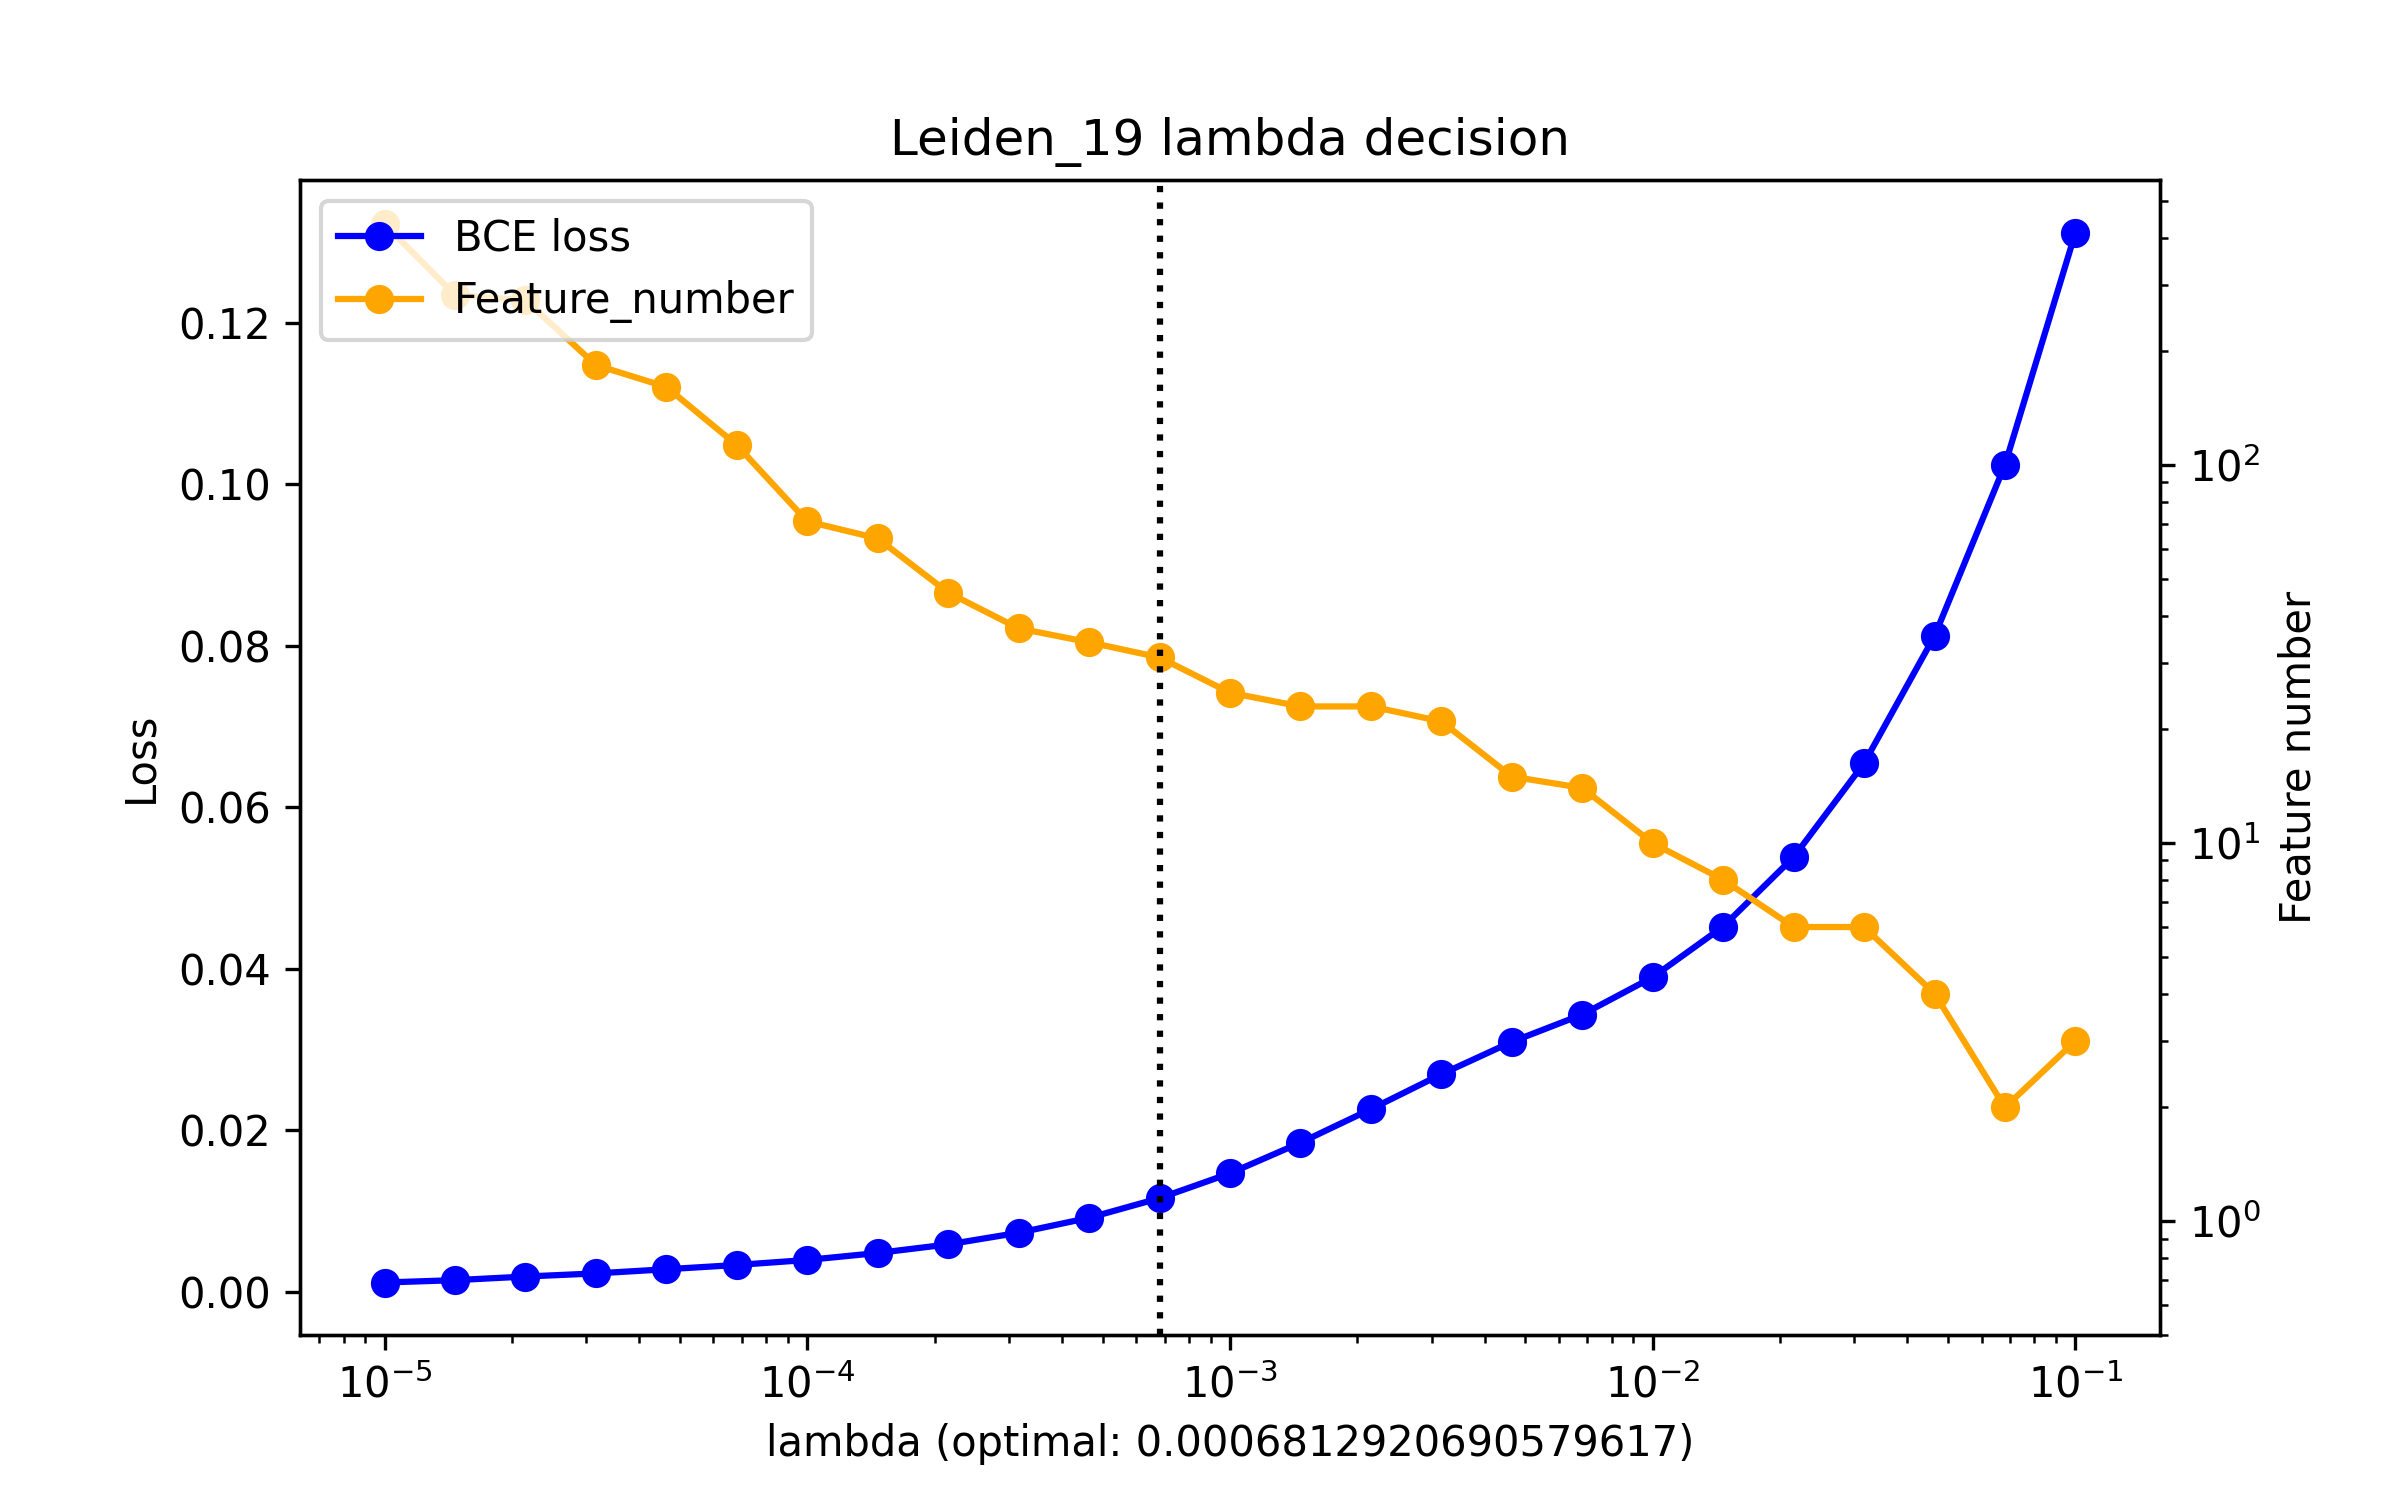 Leiden_19 lambda decision
BCE loss
Feature_number
0.12
0.10
0.08
0.06
0.04
0.02
0.00
Loss
10²
10¹
10⁰
Feature number
10⁻⁵ 10⁻⁴ 10⁻³ 10⁻² 10⁻¹
lambda (optimal: 0.0006812920690579617)